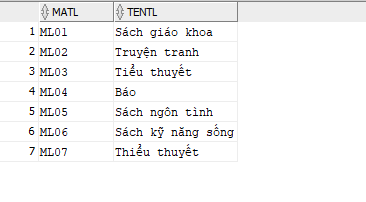 MATL TENTL
1 ML01 Sách giáo khoa
2 ML02 Truyện tranh
3 ML03 Tiểu thuyết
4 ML04 Báo
5 ML05 Sách ngôn tình
6 ML06 Sách kỹ năng sống
7 ML07 Thiểu thuyết